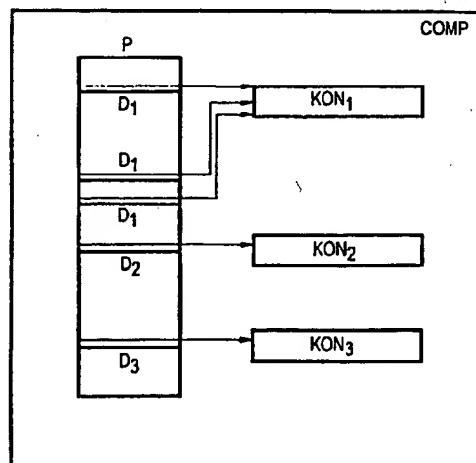 COMP
P
D₁
KON₁
D₁
D₁
D₂
KON₂
D₃
KON₃